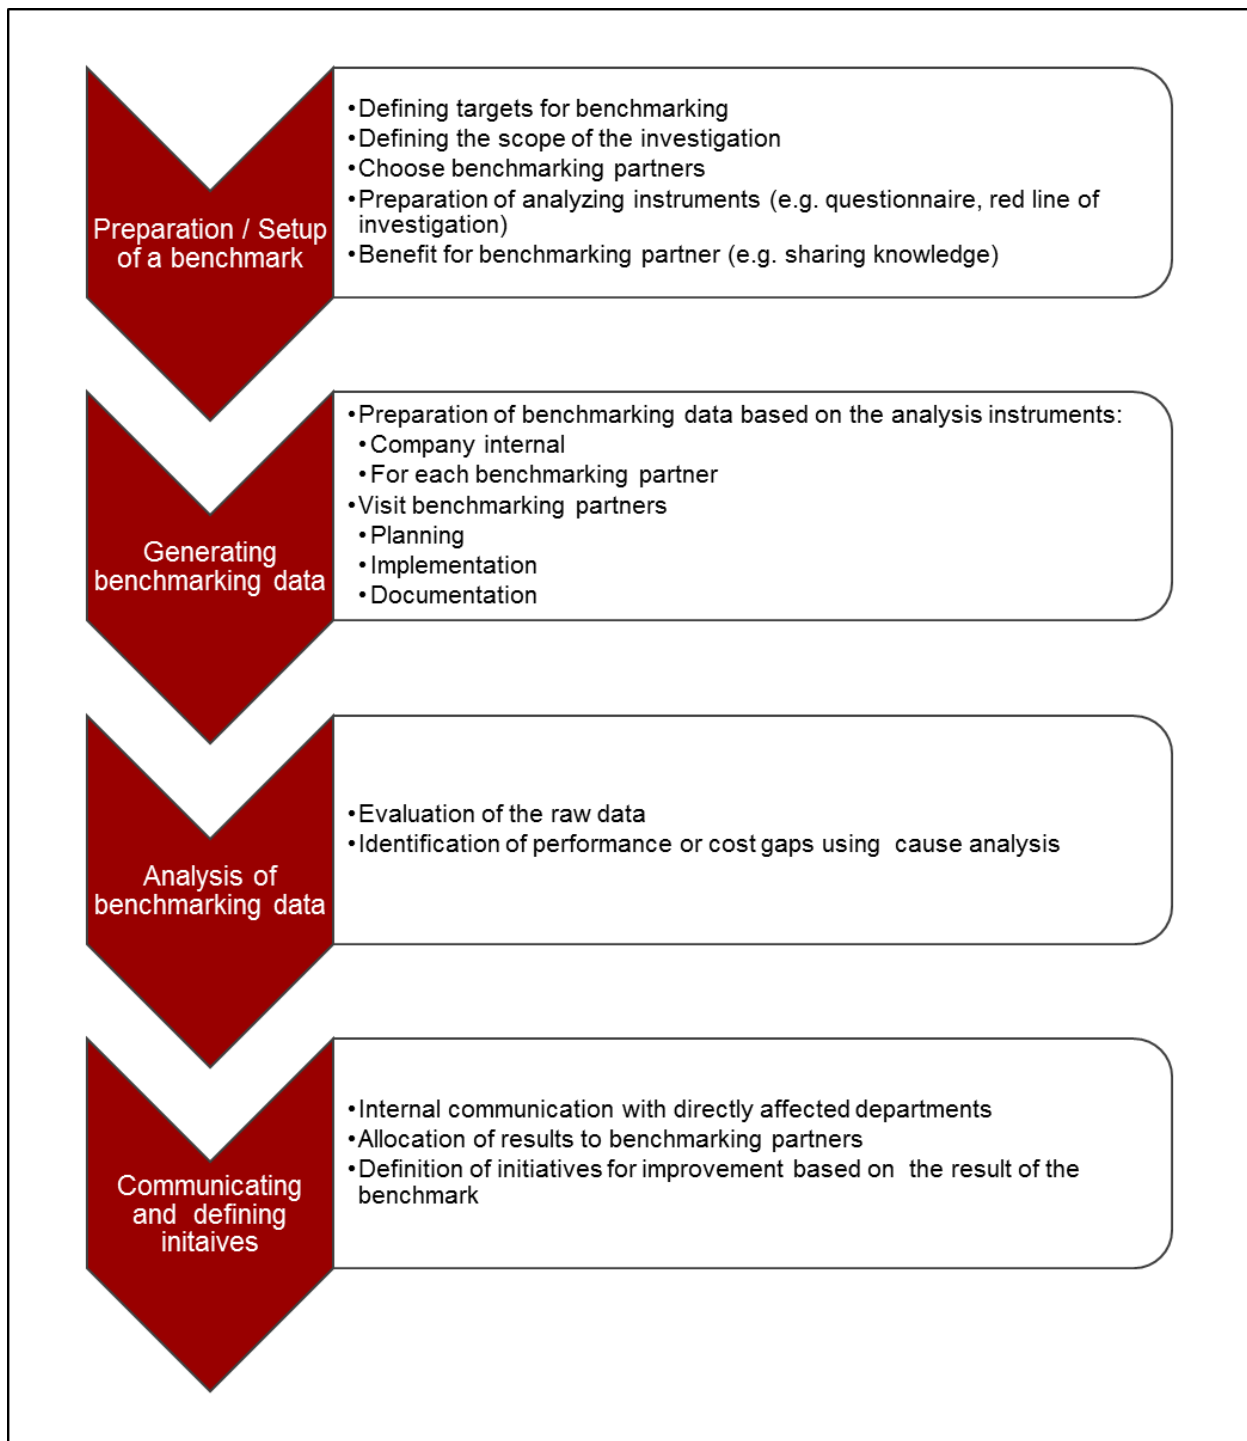 Preparation / Setup
of a benchmark
•Defining targets for benchmarking
•Defining the scope of the investigation
•Choose benchmarking partners
•Preparation of analyzing instruments (e.g. questionnaire, red line of
investigation)
•Benefit for benchmarking partner (e.g. sharing knowledge)
Generating
benchmarking data
•Preparation of benchmarking data based on the analysis instruments:
•Company internal
•For each benchmarking partner
•Visit benchmarking partners
•Planning
•Implementation
•Documentation
Analysis of
benchmarking data
•Evaluation of the raw data
•Identification of performance or cost gaps using cause analysis
Communicating
and defining
initaives
•Internal communication with directly affected departments
•Allocation of results to benchmarking partners
•Definition of initiatives for improvement based on the result of the
benchmark